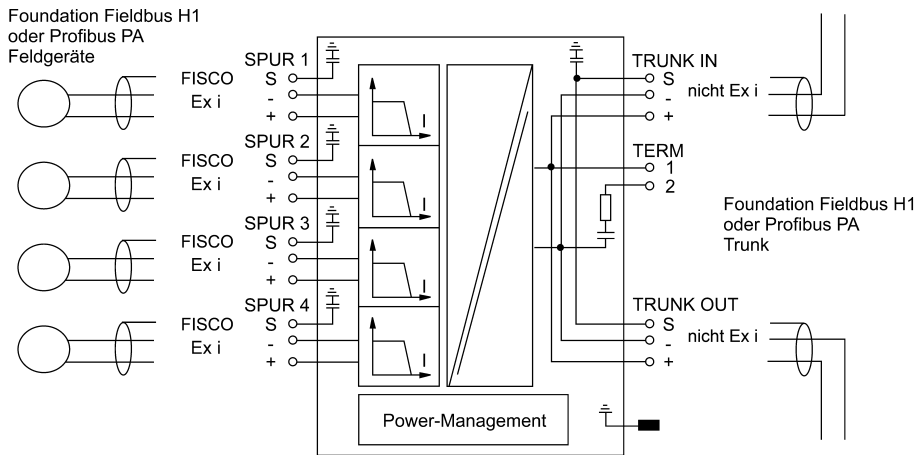 Foundation Fieldbus H1
oder Profibus PA
Feldgeräte
SPUR 1
FISCO
S
Ex i
-
+
SPUR 2
FISCO
S
Ex i
-
+
SPUR 3
FISCO
S
Ex i
-
+
SPUR 4
FISCO
S
Ex i
-
+
I
I
I
I
Power-Management
TRUNK IN
S
- nicht Ex i
+
TERM
1
2
Foundation Fieldbus H1
oder Profibus PA
Trunk
TRUNK OUT
S
- nicht Ex i
+